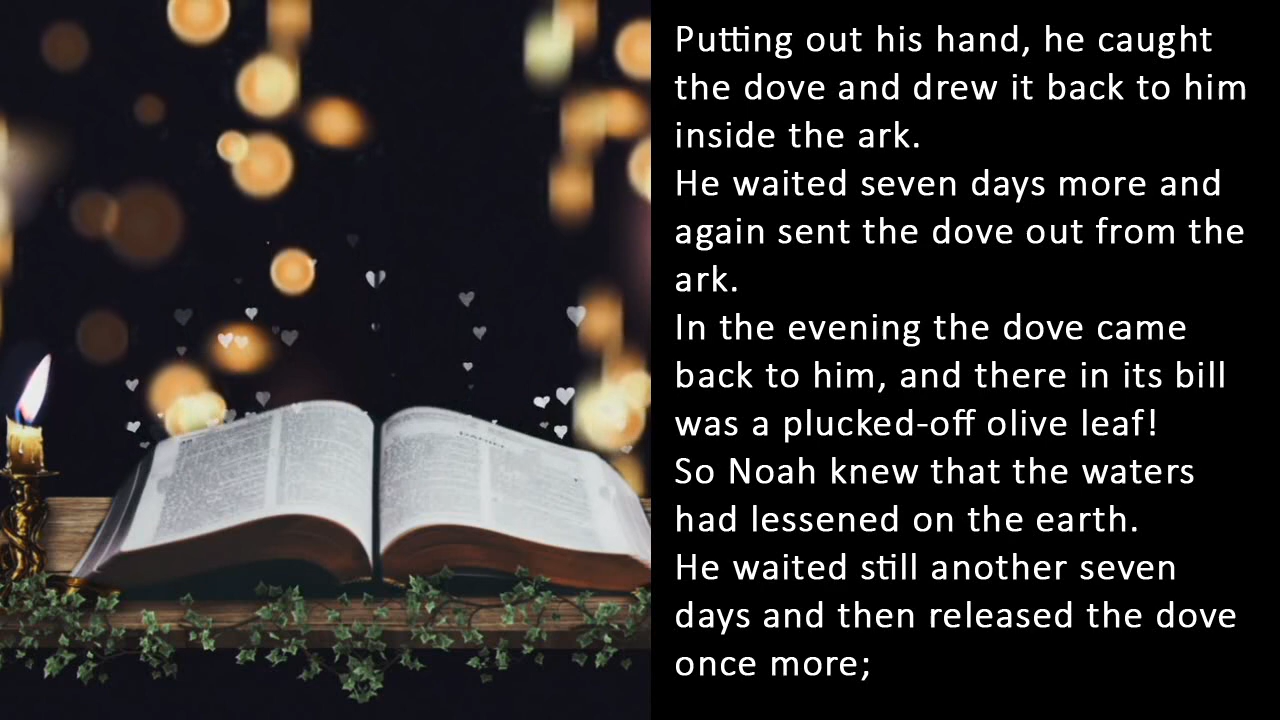 Putting out his hand, he caught
the dove and drew it back to him
inside the ark.
He waited seven days more and
again sent the dove out from the
ark.
In the evening the dove came
back to him, and there in its bill
was a plucked-off olive leaf!
So Noah knew that the waters
had lessened on the earth.
He waited still another seven
days and then released the dove
once more;
DANIEL